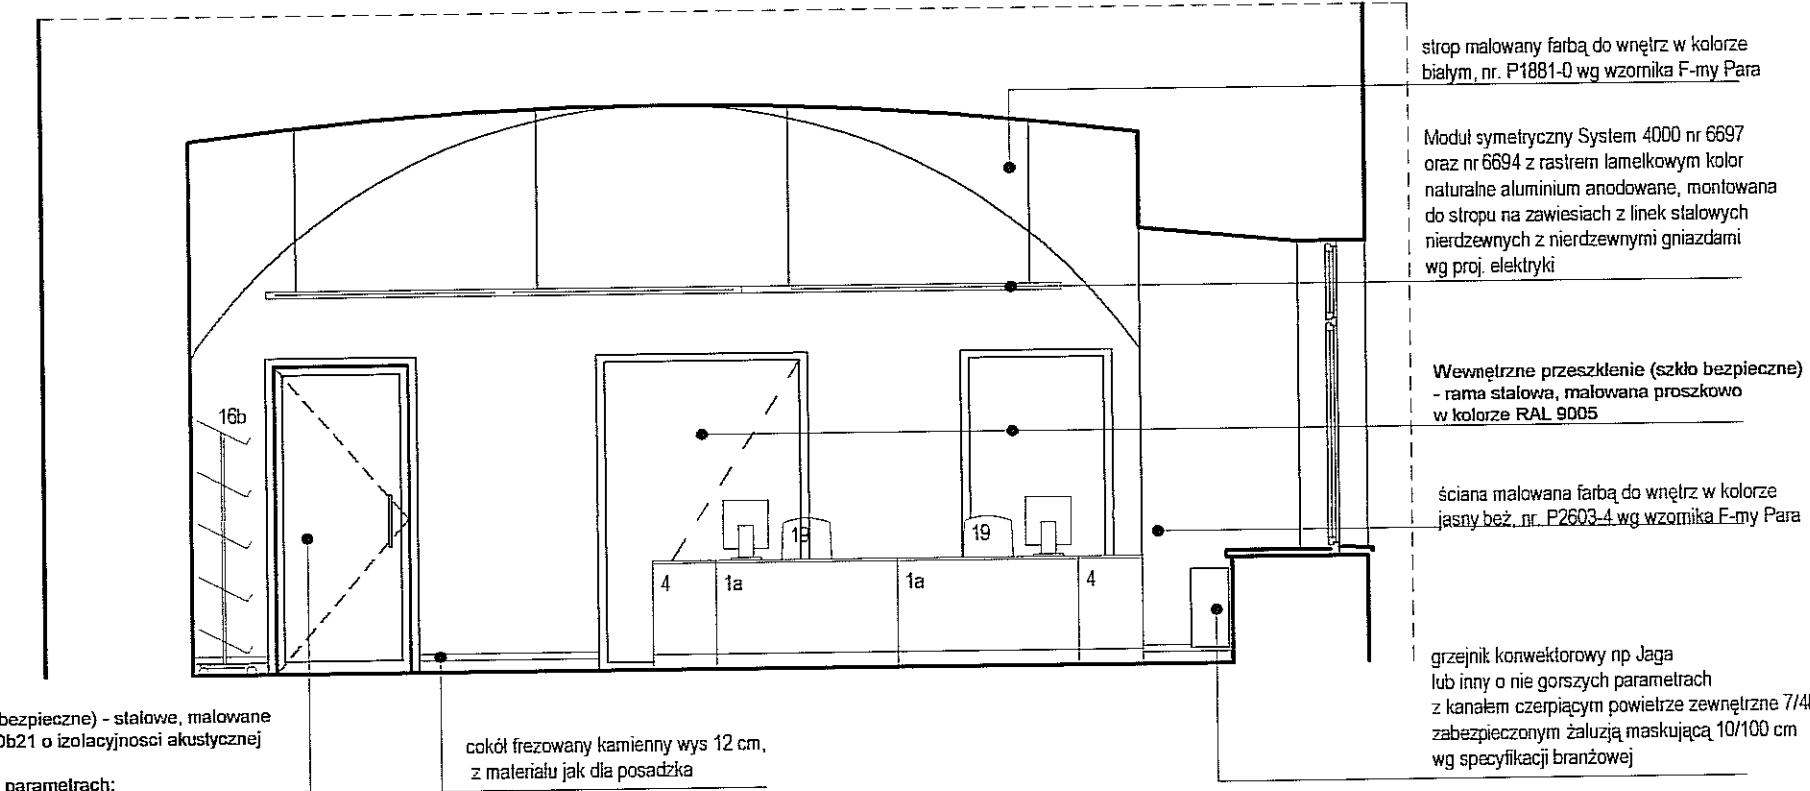 strop malowany farbą do wnętrz w kolorze
białym, nr. P1881-0 wg wzornika F-my Para
Moduł symetryczny System 4000 nr 6697
oraz nr 6694 z rastrem lamelkowym kolor
naturalne aluminium anodowane, montowana
do stropu na zawiesiach z linek stalowych
nierdzewnych z nierdzewnymi gniazdami
wg proj. elektryki
Wewnętrzne przeszklenie (szkło bezpieczne)
- rama stalowa, malowana proszkowo
w kolorze RAL 9005
16b
ściana malowana farbą do wnętrz w kolorze
jasny beż, nr. P2603-4 wg wzornika F-my Para
19
19
4
1a
1a
4
grzejnik konwektorowy np Jaga
lub inny o nie gorszych parametrach
z kanałem czerpiącym powietrze zewnętrzne
zabezpieczonym żaluzją maskującą 10/100 cm
wg specyfikacji branżowej
bezpieczne) - stalowe, malowane
0b21 o izolacyjnosci akustycznej
parametrach:
cokół frezowany kamienny wys 12 cm,
z materiału jak dla posadzka